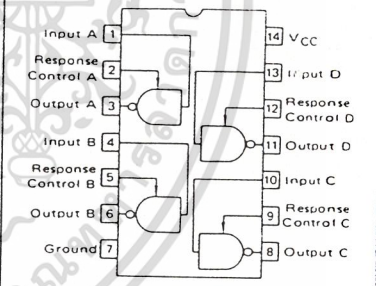 Input A 1
Response
Control A 2
Output A 3
Input B 4
Response
Control B 5
Output B 6
Ground 7
14 VCC
13 Input D
12 Response
Control D
11 Output D
10 Input C
9 Response
Control C
8 Output C